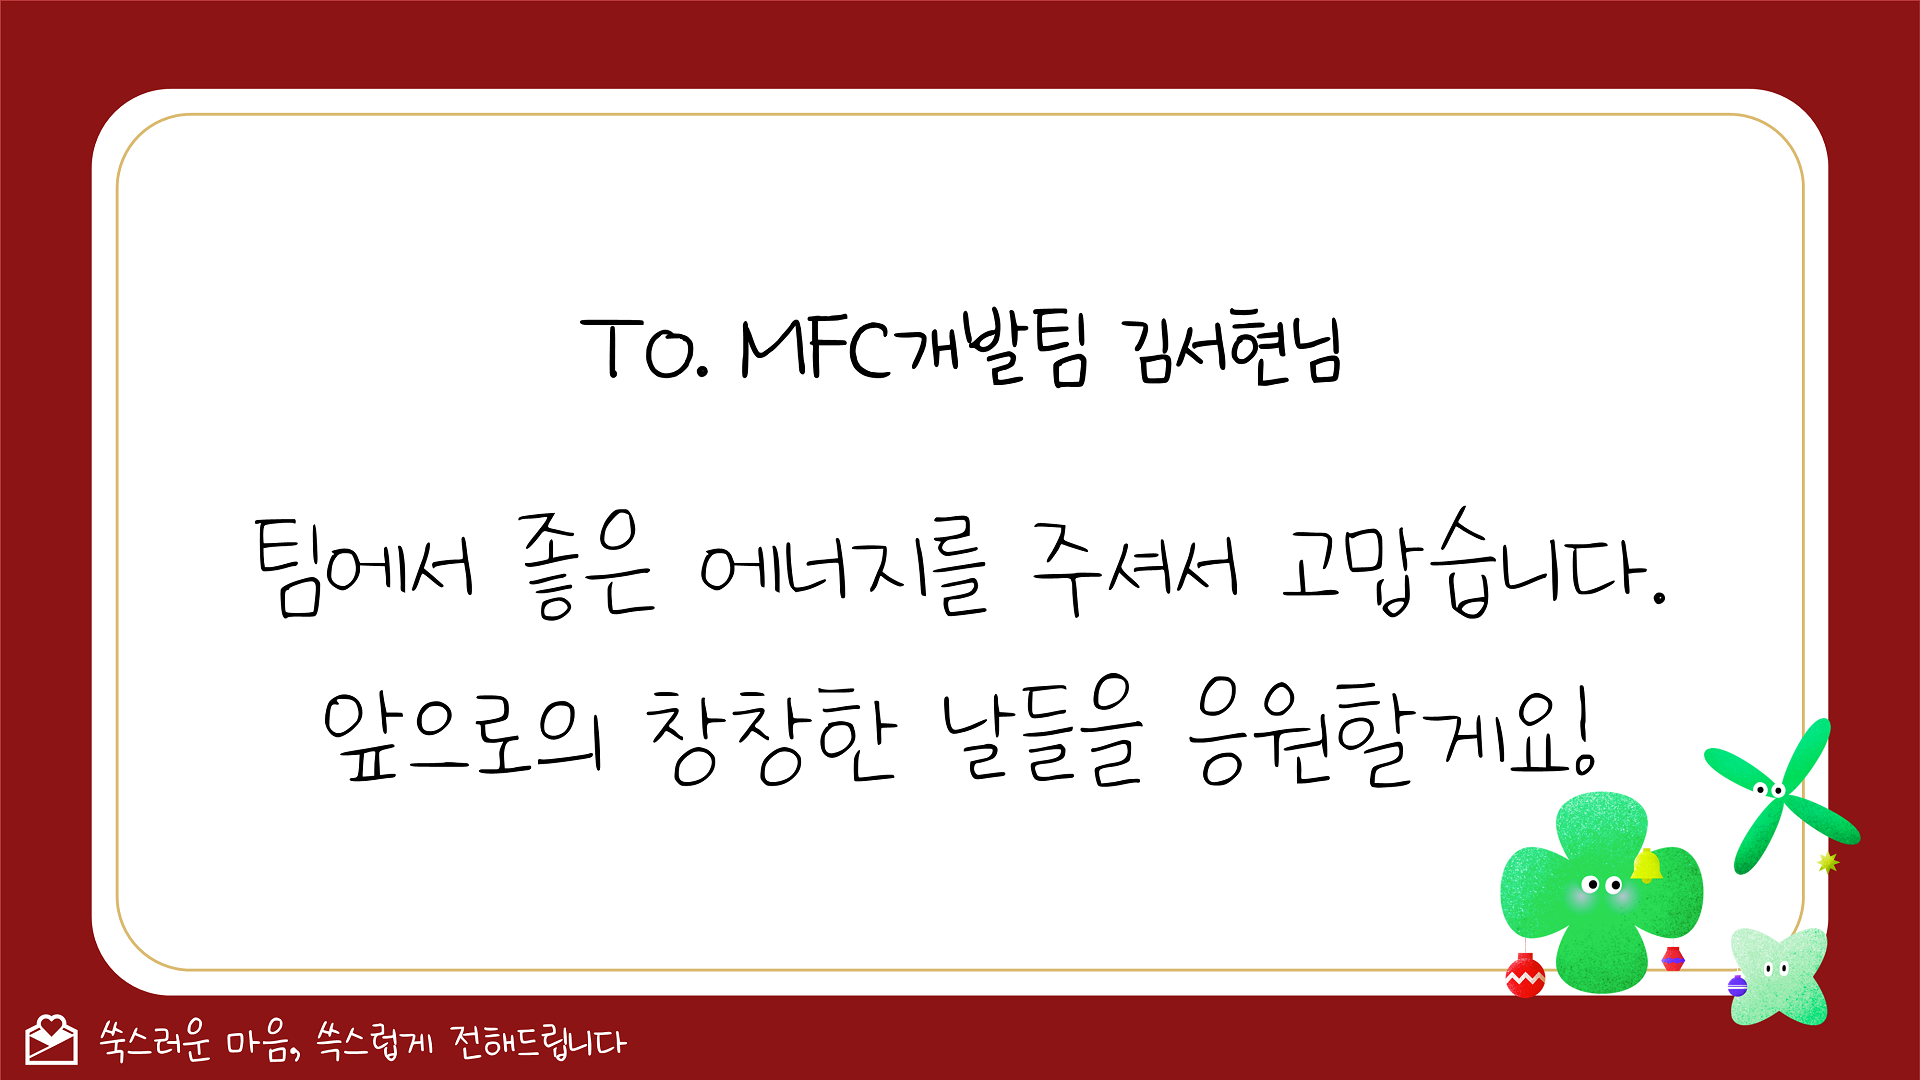 To. MFC개발팀 김서현님
팀에서 좋은 에너지를 주셔서 고맙습니다.
앞으로의 창창한 날들을 응원할게요!
쑥스러운 마음, 쓱스럽게 전해드립니다